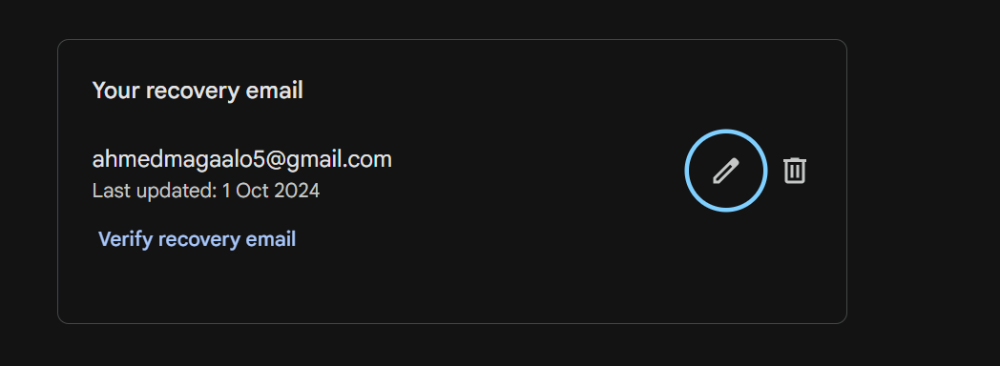 Your recovery email
ahmedmagaalo5@gmail.com
Last updated: 1 Oct 2024
Verify recovery email